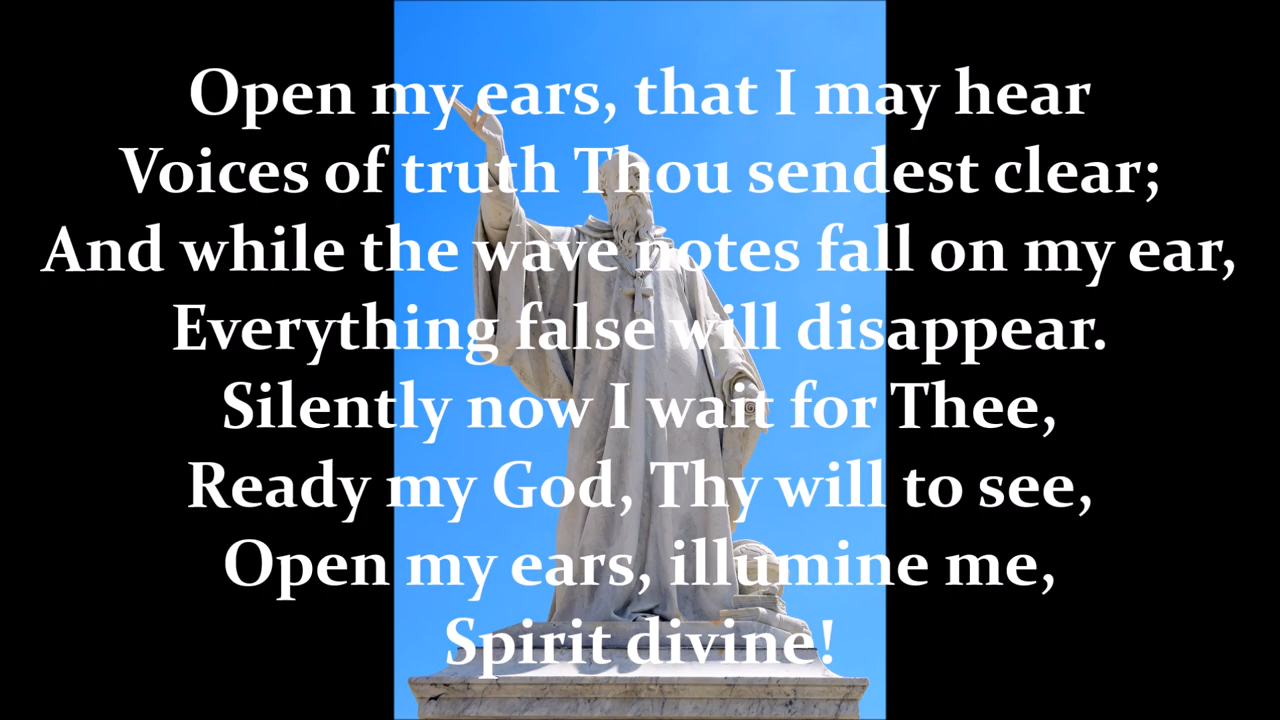 Open my ears, that I may hear
Voices of truth Thou sendest clear;
And while the wave notes fall on my ear,
Everything false will disappear.
Silently now I wait for Thee,
Ready my God, Thy will to see,
Open my ears, illumine me,
Spirit divine!